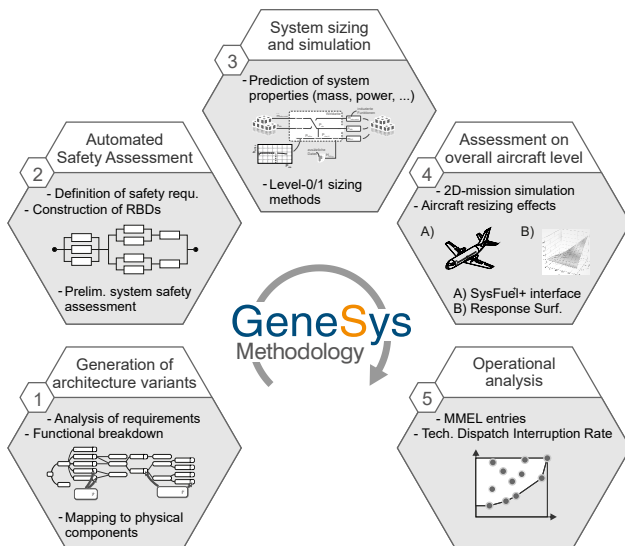 System sizing
and simulation
3
- Prediction of system
properties (mass, power, ...)
- Level-0/1 sizing
methods
Automated
Safety Assessment
2
- Definition of safety requ.
- Construction of RBDs
- Prelim. system safety
assessment
Assessment on
overall aircraft level
4
- 2D-mission simulation
- Aircraft resizing effects
A)
B)
A) SysFuel+ interface
B) Response Surf.
GeneSys
Methodology
Generation of
architecture variants
1
- Analysis of requirements
- Functional breakdown
- Mapping to physical
components
Operational
analysis
5
- MMEL entries
- Tech. Dispatch Interruption Rate